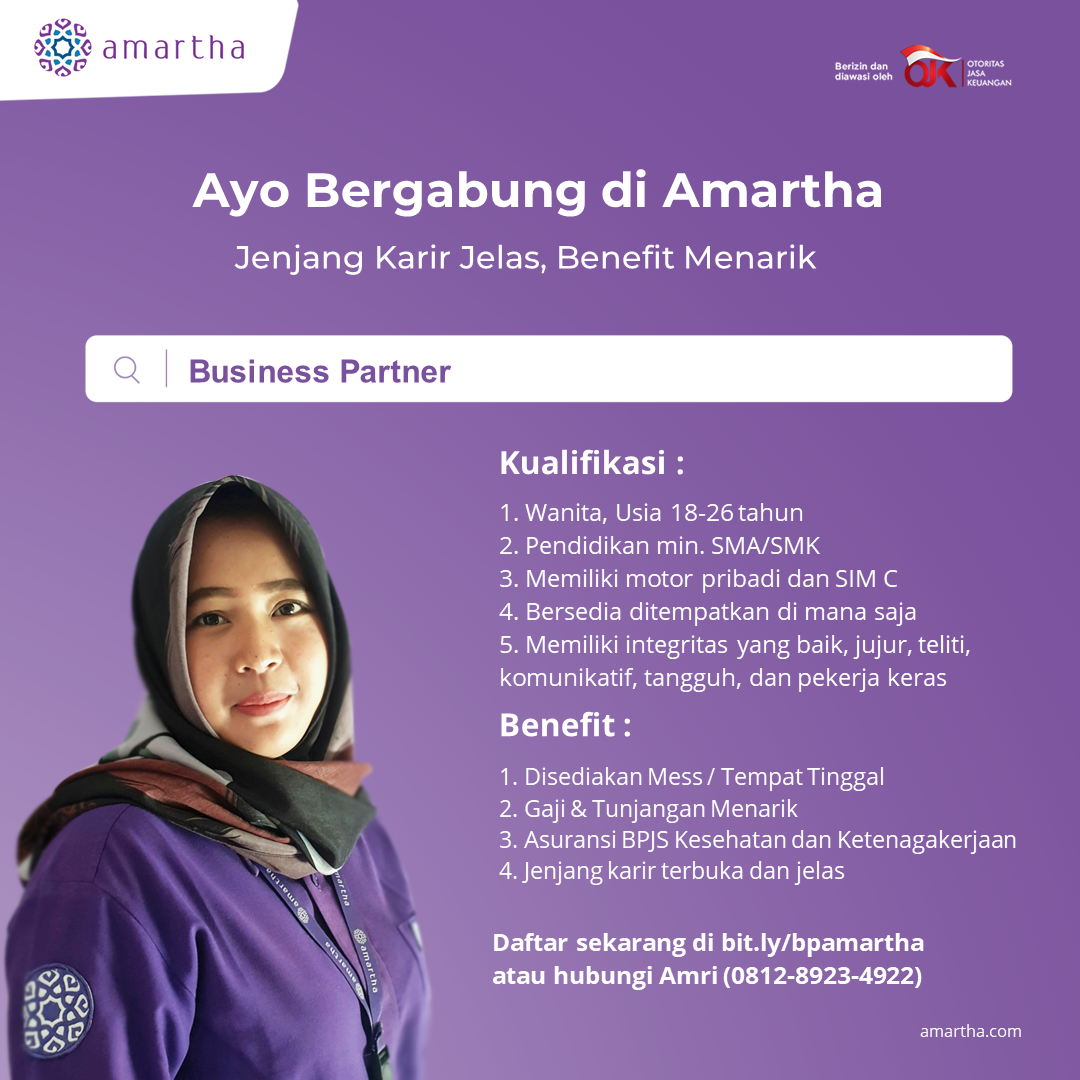 amartha
Berizin dan
diawasi oleh
OJK
OTORITAS
JASA
KEUANGAN
Ayo Bergabung di Amartha
Jenjang Karir Jelas, Benefit Menarik
Business Partner
Kualifikasi :
1. Wanita, Usia 18-26 tahun
2. Pendidikan min. SMA/SMK
3. Memiliki motor pribadi dan SIM C
4. Bersedia ditempatkan di mana saja
5. Memiliki integritas yang baik, jujur, teliti,
komunikatif, tangguh, dan pekerja keras
Benefit :
1. Disediakan Mess / Tempat Tinggal
2. Gaji & Tunjangan Menarik
3. Asuransi BPJS Kesehatan dan Ketenagakerjaan
4. Jenjang karir terbuka dan jelas
amartha
amartha
amartha
amartha
Daftar sekarang di bit.ly/bpamartha
atau hubungi Amri (0812-8923-4922)
amartha.com